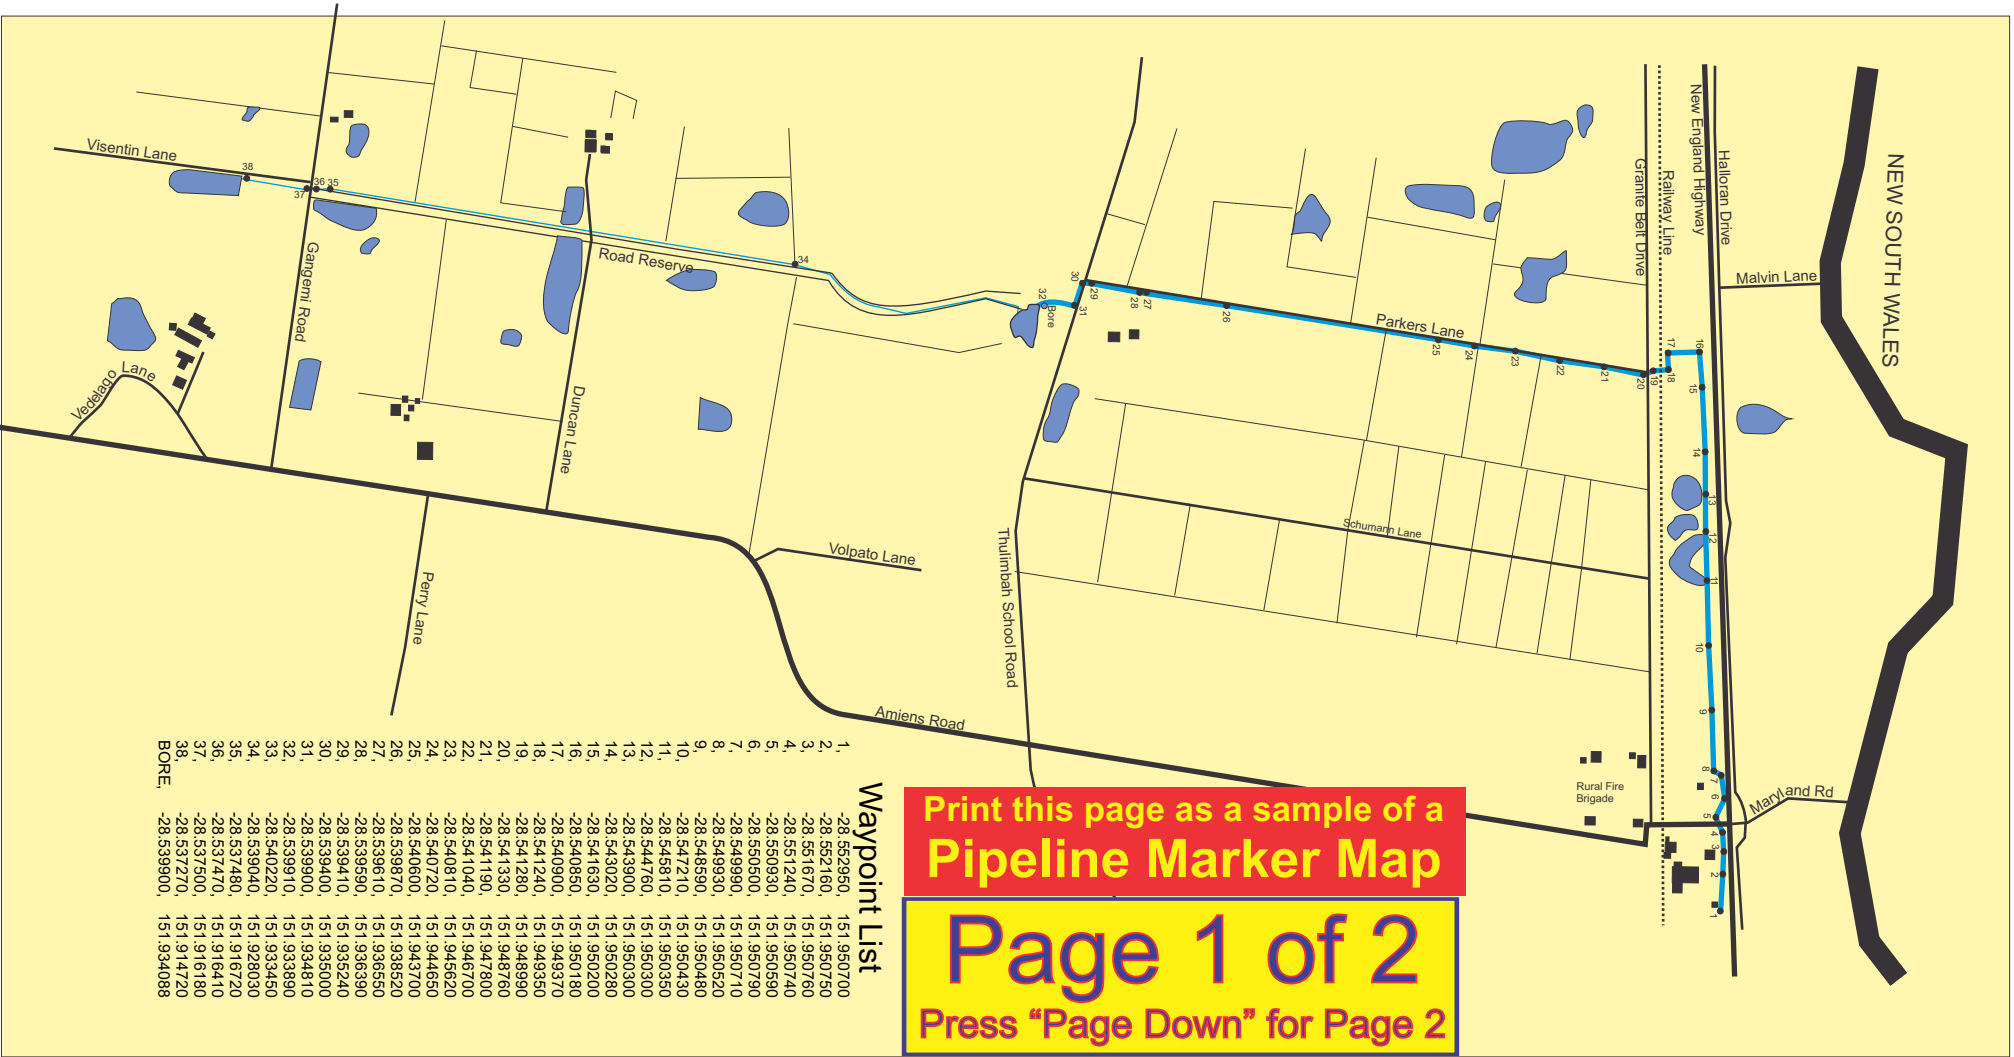 NEW SOUTH WALES
Halloran Drive
New England Highway
Railway Line
Granite Belt Drive
Malvin Lane
Maryland Rd
Parkers Lane
Schumann Lane
Thulimbah School Road
Amiens Road
Volpato Lane
Perry Lane
Duncan Lane
Road Reserve
Gangemi Road
Visentin Lane
Vedelago Lane
Bore
Rural Fire
Brigade
1
2
3
4
5
6
7
8
9
10
11
12
13
14
15
16
17
18
19
20
21
22
23
24
25
26
27
28
29
30
31
32
34
35
36
37
38
Waypoint List
1, -28.552950, 151.950700
2, -28.552160, 151.950750
3, -28.551670, 151.950760
4, -28.551240, 151.950740
5, -28.550930, 151.950590
6, -28.550500, 151.950790
7, -28.549990, 151.950710
8, -28.549930, 151.950520
9, -28.548590, 151.950480
10, -28.547210, 151.950430
11, -28.545810, 151.950350
12, -28.544760, 151.950300
13, -28.543900, 151.950300
14, -28.543020, 151.950280
15, -28.541630, 151.950200
16, -28.540850, 151.950180
17, -28.540900, 151.949370
18, -28.541240, 151.949350
19, -28.541280, 151.948990
20, -28.541330, 151.948760
21, -28.541190, 151.947800
22, -28.541040, 151.946700
23, -28.540810, 151.945620
24, -28.540720, 151.944650
25, -28.540600, 151.943700
26, -28.539870, 151.938520
27, -28.539610, 151.936550
28, -28.539590, 151.936390
29, -28.539410, 151.935240
30, -28.539400, 151.935000
31, -28.539900, 151.934810
32, -28.539910, 151.933890
33, -28.540220, 151.933450
34, -28.539040, 151.928030
35, -28.537480, 151.916720
36, -28.537470, 151.916410
37, -28.537500, 151.916180
38, -28.537270, 151.914720
BORE, -28.539900, 151.934088
Print this page as a sample of a
Pipeline Marker Map
Page 1 of 2
Press “Page Down” for Page 2